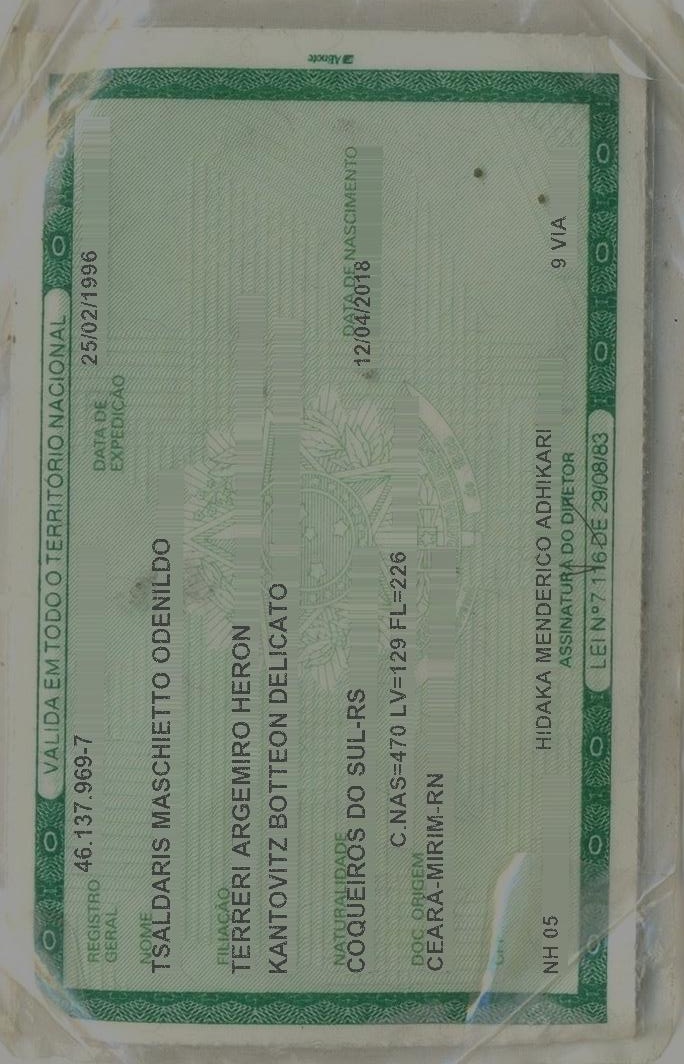 VALIDA EM TODO O TERRITÓRIO NACIONAL
REGISTRO GERAL 46.137.969-7 DATA DE EXPEDIÇÃO 25/02/1996
NOME
TSALDARIS MASCHIETTO ODENILDO
FILIAÇÃO
TERRERI ARGEMIRO HERON
KANTOVITZ BOTTEON DELICATO
NATURALIDADE DATA DE NASCIMENTO
COQUEIROS DO SUL-RS 12/04/2018
C.NAS=470 LV=129 FL=226
DOC ORIGEM
CEARÁ-MIRIM-RN
CPF
NH 05 HIDAKA MENDERICO ADHIKARI 9 VIA
ASSINATURA DO DIRETOR
LEI Nº 7.116 DE 29/08/83